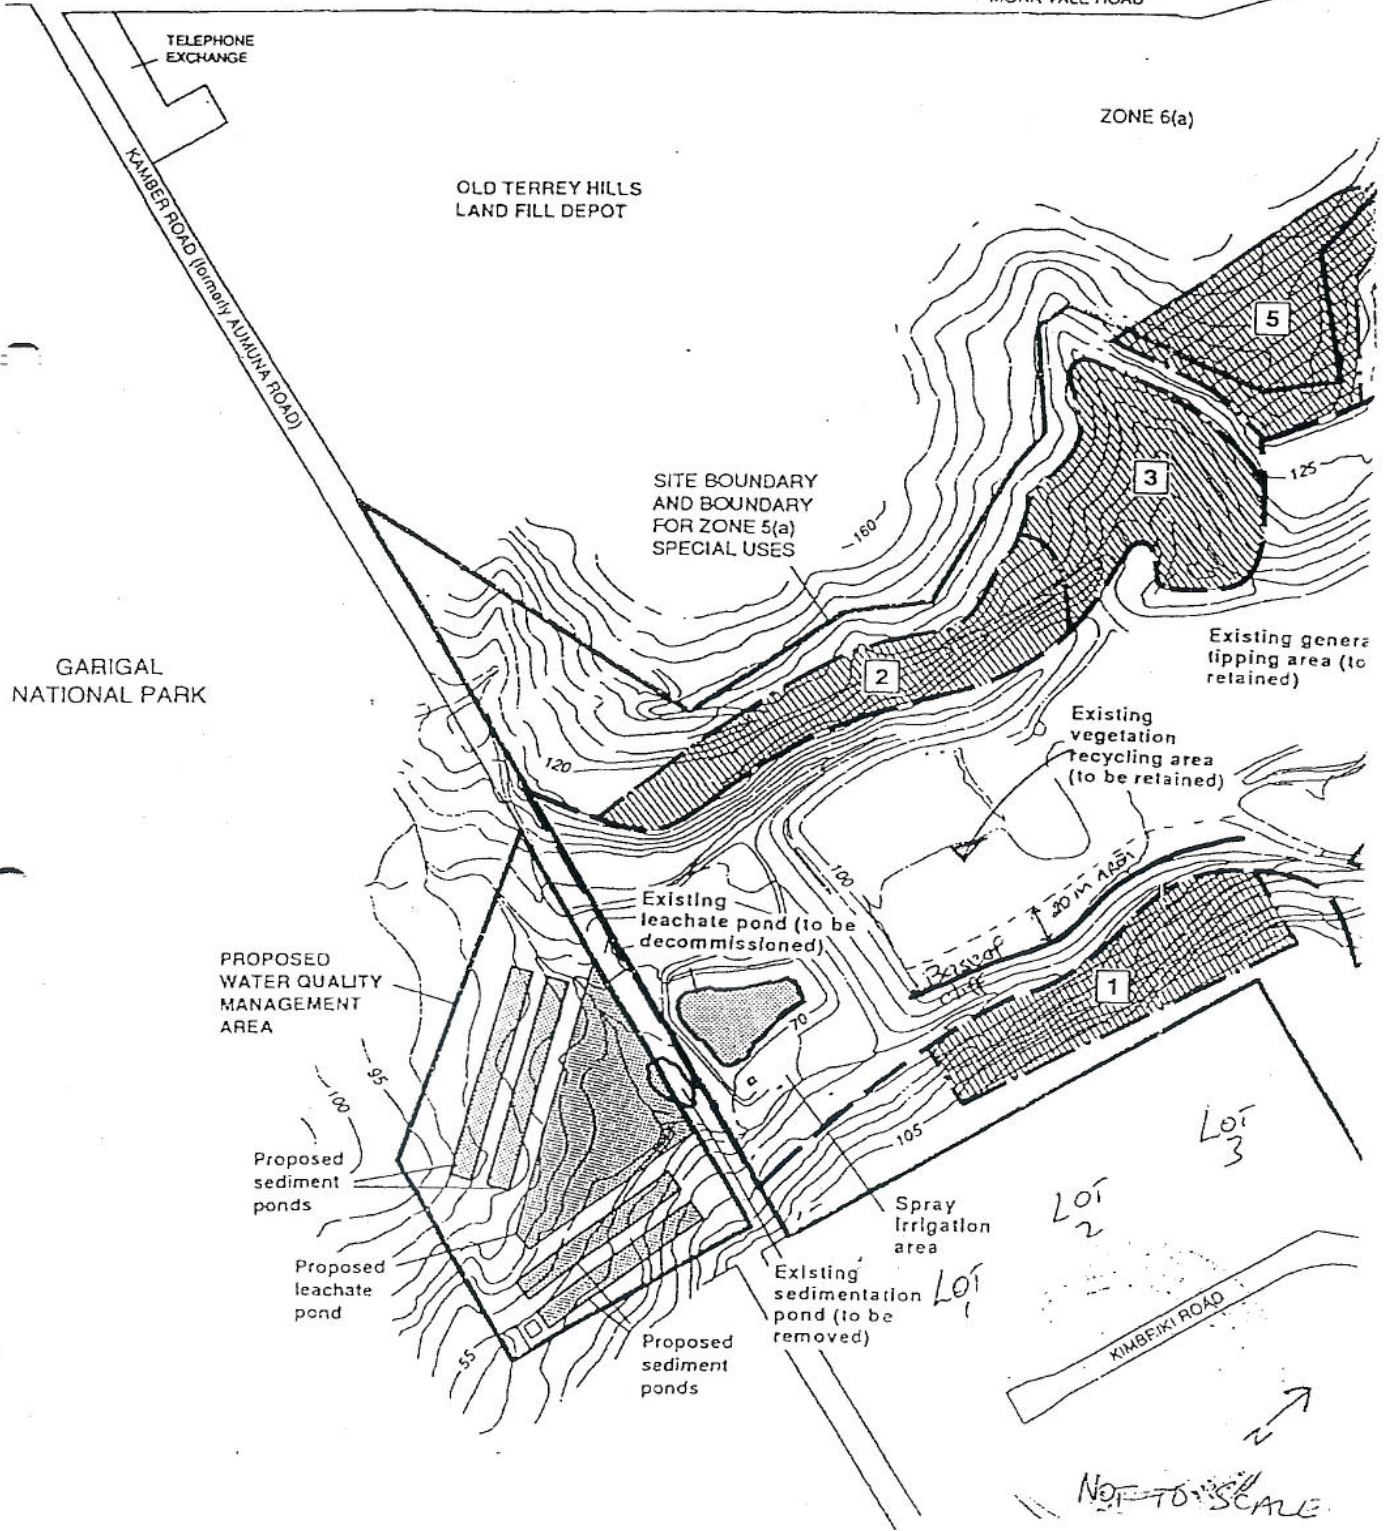 MONA VALE ROAD
TELEPHONE
EXCHANGE
ZONE 6(a)
KAMBER ROAD (formerly AUMUNA ROAD)
OLD TERREY HILLS
LAND FILL DEPOT
5
3
125
SITE BOUNDARY
AND BOUNDARY
FOR ZONE 5(a)
SPECIAL USES
160
GARIGAL
NATIONAL PARK
2
Existing genera
tipping area (to
retained)
Existing
vegetation
recycling area
(to be retained)
120
100
20 m
Existing
leachate pond (to be
decommissioned)
Base of
cliff
1
PROPOSED
WATER QUALITY
MANAGEMENT
AREA
70
95
100
105
LOT
3
Proposed
sediment
ponds
LOT
2
Spray
irrigation
area
Proposed
leachate
pond
Existing
sedimentation
pond (to be
removed)
LOT
1
KIMBRIKI ROAD
Proposed
sediment
ponds
55
N
NOT TO SCALE